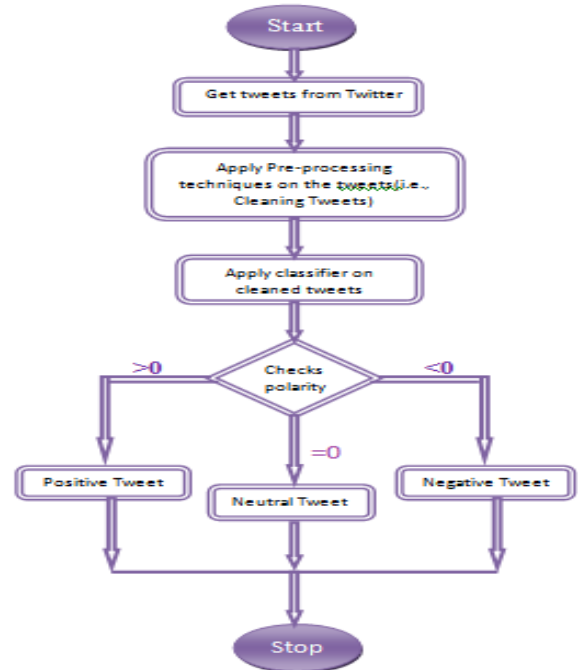 Start
Get tweets from Twitter
Apply Pre-processing
techniques on the tweets(i.e.,
Cleaning Tweets)
Apply classifier on
cleaned tweets
Checks
polarity
>0
<0
=0
Positive Tweet
Neutral Tweet
Negative Tweet
Stop